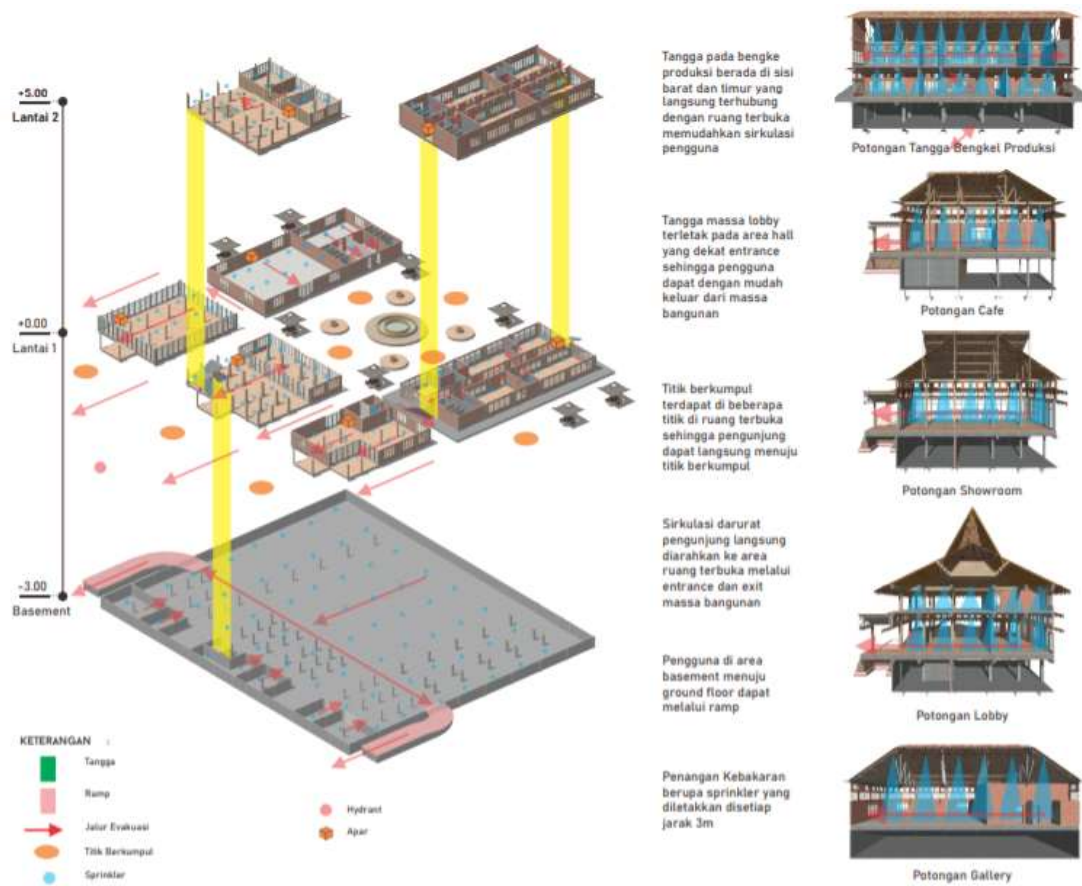 +5.00
Lantai 2
+0.00
Lantai 1
-3.00
Basement
KETERANGAN :
Tangga
Ramp
Jalur Evakuasi
Titik Berkumpul
Sprinkler
Hydrant
Apar
Tangga pada bengke
produksi berada di sisi
barat dan timur yang
langsung terhubung
dengan ruang terbuka
memudahkan sirkulasi
pengguna
Tangga massa lobby
terletak pada area hall
yang dekat entrance
sehingga pengguna
dapat dengan mudah
keluar dari massa
bangunan
Titik berkumpul
terdapat di beberapa
titik di ruang terbuka
sehingga pengunjung
dapat langsung menuju
titik berkumpul
Sirkulasi darurat
pengunjung langsung
diarahkan ke area
ruang terbuka melalui
entrance dan exit
massa bangunan
Pengguna di area
basement menuju
ground floor dapat
melalui ramp
Penangan Kebakaran
berupa sprinkler yang
diletakkan disetiap
jarak 3m
Potongan Tangga Bengkel Produksi
Potongan Cafe
Potongan Showroom
Potongan Lobby
Potongan Gallery